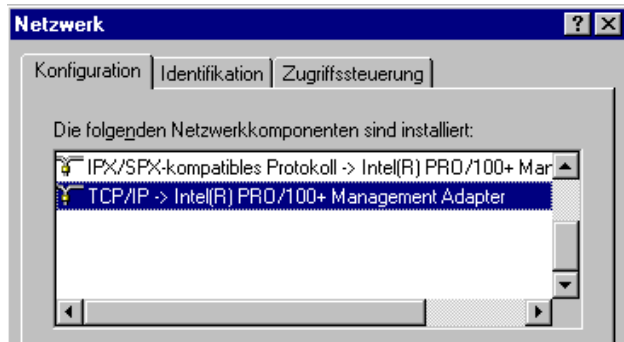 Netzwerk
Konfiguration Identifikation Zugriffssteuerung
Die folgenden Netzwerkkomponenten sind installiert:
IPX/SPX-kompatibles Protokoll -> Intel(R) PRO/100+ Mar
TCP/IP -> Intel(R) PRO/100+ Management Adapter